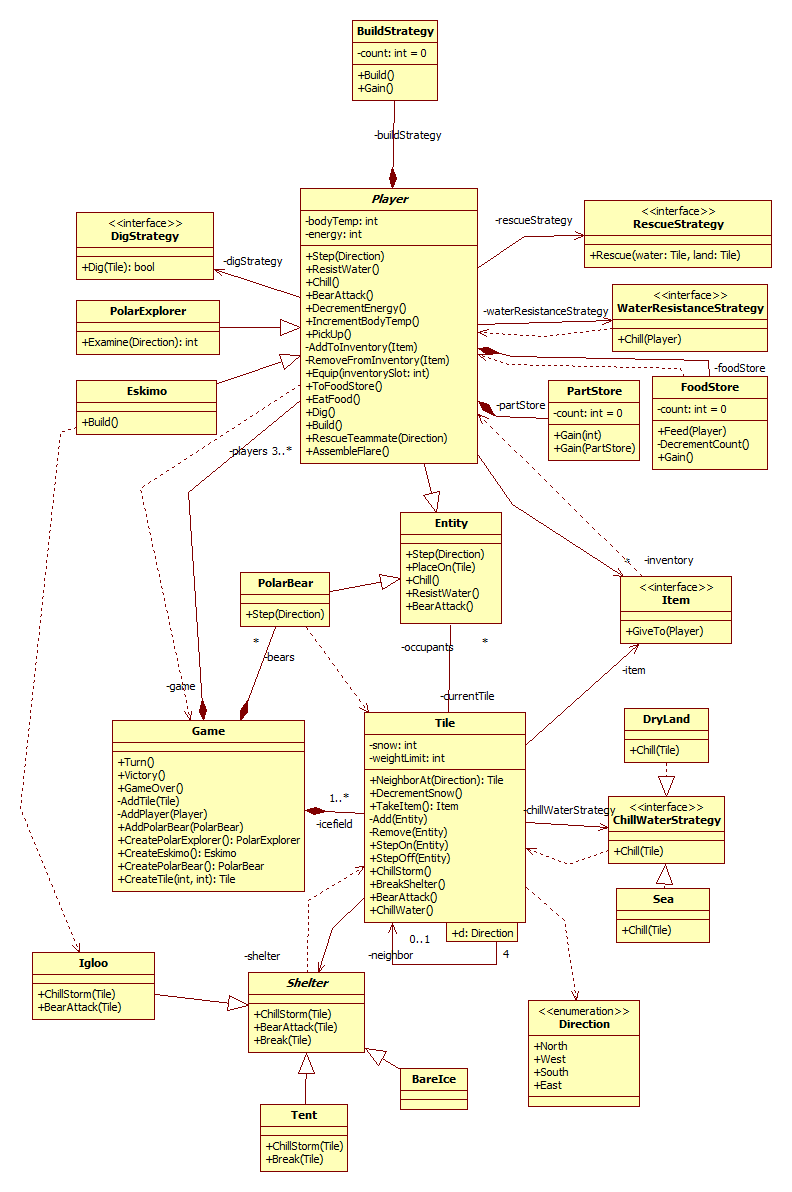 BuildStrategy
-count: int = 0
+Build()
+Gain()
-buildStrategy
Player
-bodyTemp: int
-energy: int
+Step(Direction)
+ResistWater()
+Chill()
+BearAttack()
+DecrementEnergy()
+IncrementBodyTemp()
+PickUp()
-AddToInventory(Item)
-RemoveFromInventory(Item)
+Equip(inventorySlot: int)
+ToFoodStore()
+EatFood()
+Dig()
+Build()
+RescueTeammate(Direction)
+AssembleFlare()
<<interface>>
DigStrategy
+Dig(Tile): bool
-digStrategy
PolarExplorer
+Examine(Direction): int
Eskimo
+Build()
-rescueStrategy
<<interface>>
RescueStrategy
+Rescue(water: Tile, land: Tile)
-waterResistanceStrategy
<<interface>>
WaterResistanceStrategy
+Chill(Player)
-foodStore
FoodStore
-count: int = 0
+Feed(Player)
-DecrementCount()
+Gain()
-partStore
PartStore
-count: int = 0
+Gain(int)
+Gain(PartStore)
-players 3..*
Entity
+Step(Direction)
+PlaceOn(Tile)
+Chill()
+ResistWater()
+BearAttack()
* -inventory
<<interface>>
Item
+GiveTo(Player)
PolarBear
+Step(Direction)
*
-bears
-occupants *
-currentTile
-item
-game
Game
+Turn()
+Victory()
+GameOver()
-AddTile(Tile)
-AddPlayer(Player)
+AddPolarBear(PolarBear)
+CreatePolarExplorer(): PolarExplorer
+CreateEskimo(): Eskimo
+CreatePolarBear(): PolarBear
+CreateTile(int, int): Tile
1..*
-icefield
Tile
-snow: int
-weightLimit: int
+NeighborAt(Direction): Tile
+DecrementSnow()
+TakeItem(): Item
-Add(Entity)
-Remove(Entity)
+StepOn(Entity)
+StepOff(Entity)
+ChillStorm()
+BreakShelter()
+BearAttack()
+ChillWater()
+d: Direction
0..1
-neighbor 4
DryLand
+Chill(Tile)
-chillWaterStrategy
<<interface>>
ChillWaterStrategy
+Chill(Tile)
Sea
+Chill(Tile)
-shelter
Igloo
+ChillStorm(Tile)
+BearAttack(Tile)
Shelter
+ChillStorm(Tile)
+BearAttack(Tile)
+Break(Tile)
<<enumeration>>
Direction
+North
+West
+South
+East
BareIce
Tent
+ChillStorm(Tile)
+Break(Tile)